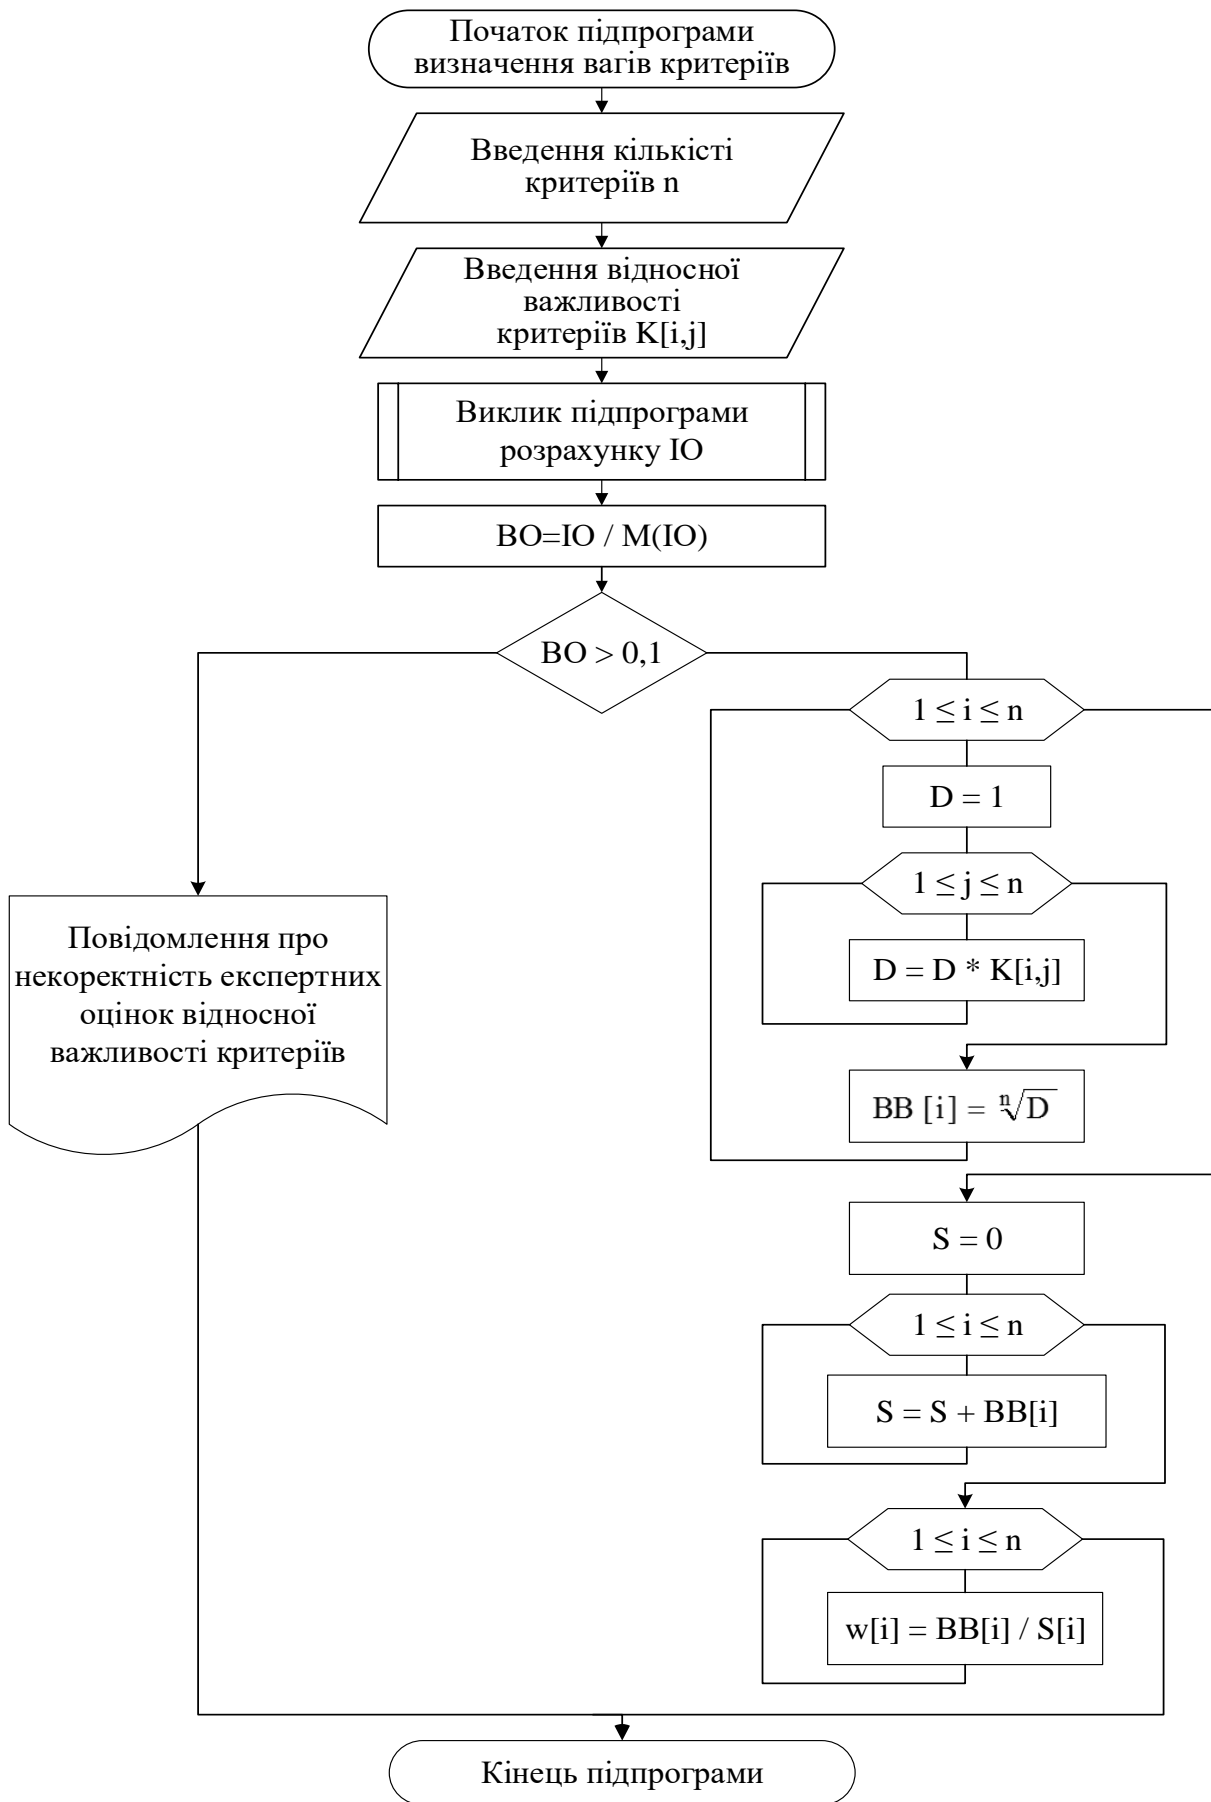 Початок підпрограми
визначення вагів критеріїв
Введення кількості
критеріїв n
Введення відносної
важливості
критеріїв K[i,j]
Виклик підпрограми
розрахунку ІО
ВО=ІО / М(ІО)
ВО > 0,1
1 ≤ i ≤ n
D = 1
1 ≤ j ≤ n
D = D * K[i,j]
BB [i] = ⁿ√D
Повідомлення про
некоректність експертних
оцінок відносної
важливості критеріїв
S = 0
1 ≤ i ≤ n
S = S + BB[i]
1 ≤ i ≤ n
w[i] = BB[i] / S[i]
Кінець підпрограми